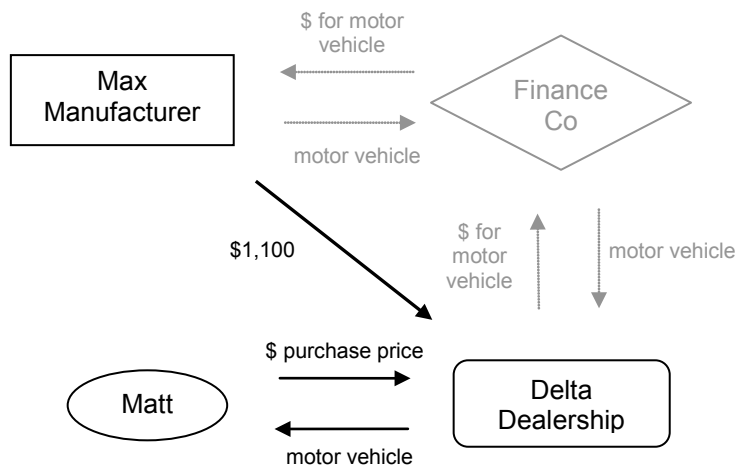 $ for motor
vehicle
Max
Manufacturer
Finance
Co
motor vehicle
$1,100
$ for
motor
vehicle
motor vehicle
$ purchase price
Matt
Delta
Dealership
motor vehicle